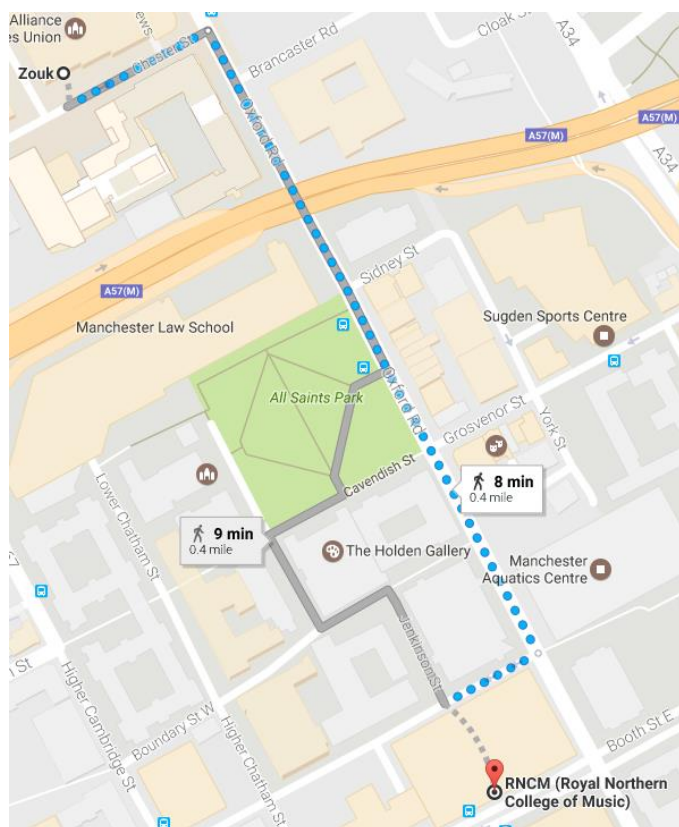 Alliance
es Union
ews
Cloak St
A34
Zouk
Chester St
Brancaster Rd
A57(M)
A34
A57(M)
Oxford Rd
A57(M)
Sidney St
Manchester Law School
Sugden Sports Centre
All Saints Park
Oxford Rd
Grosvenor St
York St
Cavendish St
8 min
0.4 mile
Lower Chatham St
9 min
0.4 mile
The Holden Gallery
Manchester
Aquatics Centre
67
Jenkinson St
n St
Higher Cambridge St
Boundary St W
Higher Chatham St
Booth St E
RNCM (Royal Northern
College of Music)